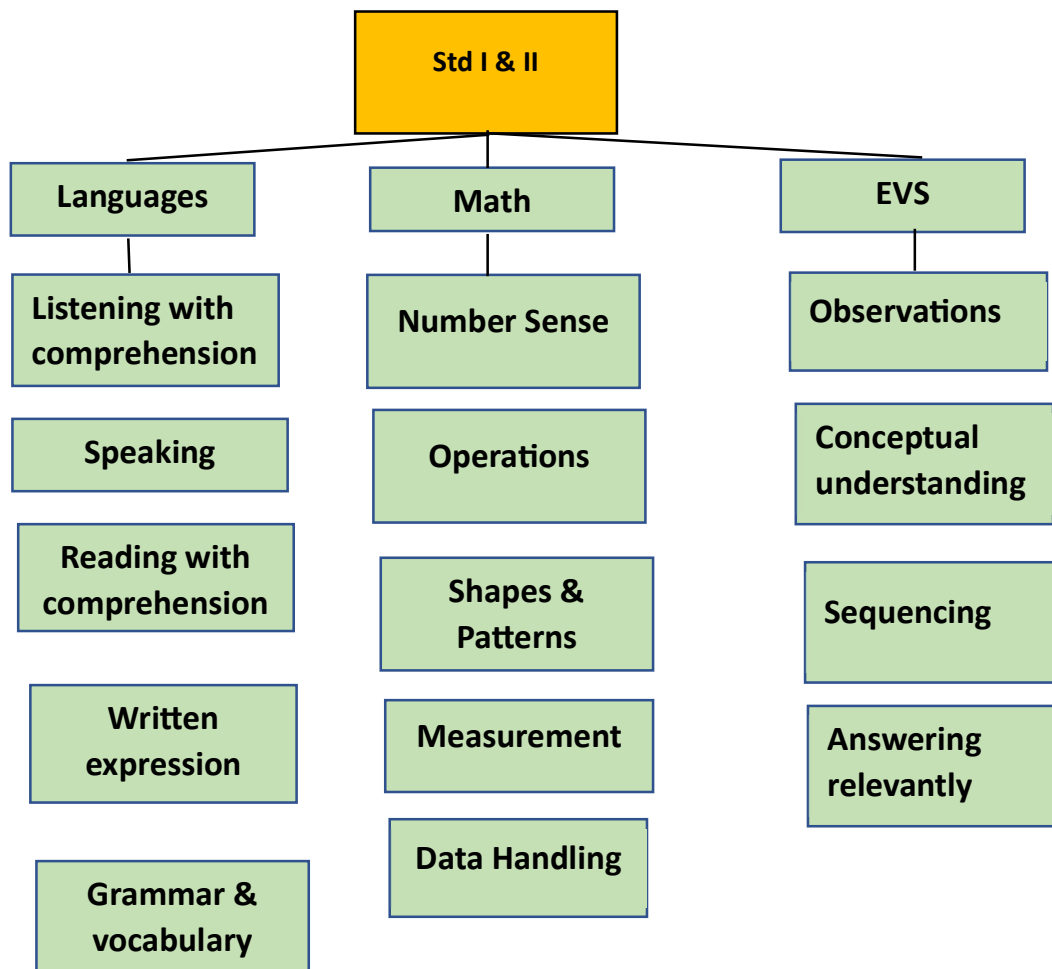 Std I & II
Languages
Math
EVS
Listening with
comprehension
Number Sense
Observations
Speaking
Operations
Conceptual
understanding
Reading with
comprehension
Shapes &
Patterns
Sequencing
Written
expression
Measurement
Answering
relevantly
Data Handling
Grammar &
vocabulary